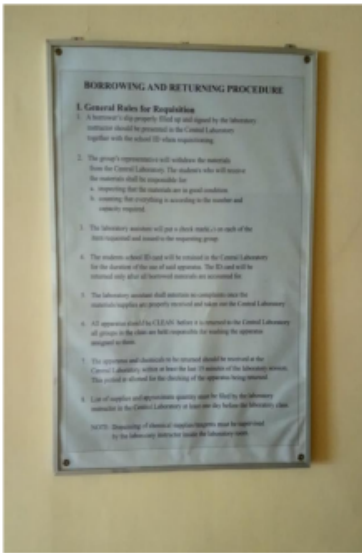 BORROWING AND RETURNING PROCEDURE
I. General Rules for Requisition
1. A borrower's slip properly filled up and signed by the laboratory
instructor should be presented to the Central Laboratory
together with the school ID when requisitioning.
2. The group's representative will withdraw the materials
from the Central Laboratory. The students who will receive
the materials shall be responsible for
a. inspecting that the materials are in good condition
b. ensuring that everything is according to the number and
capacity required.
3. The laboratory assistant will put a check mark on each of the
item requested and issued to the requesting group.
4. The students school ID card will be retained in the Central Laboratory
for the duration of the use of said apparatus. The ID card will be
returned only after all borrowed materials are accounted for.
5. The laboratory assistant shall entertain no complaints once the
materials/supplies are properly received and taken out the Central Laboratory
6. All apparatus should be CLEAN before it is returned to the Central Laboratory
all groups in the class are held responsible for washing the apparatus
assigned to them.
7. The apparatus and chemicals to be returned should be received at the
Central Laboratory within at least the last 15 minutes of the laboratory session.
This period is allotted for the checking of the apparatus being returned.
8. List of supplies and approximate quantity must be filed by the laboratory
instructor in the Central Laboratory at least one day before the laboratory class.
NOTE: Dispensing of chemical supplies/reagents must be supervised
by the laboratory instructor inside the laboratory room.